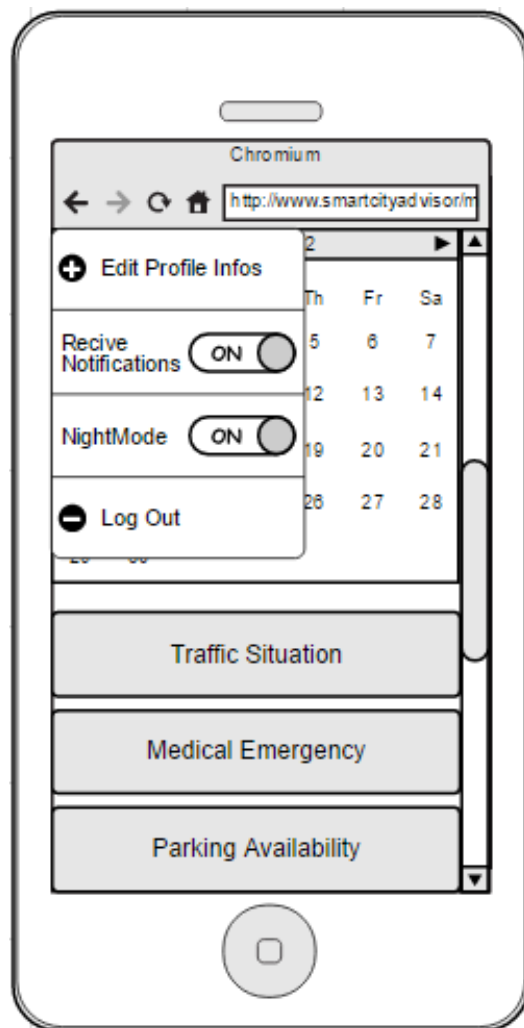 Chromium
http://www.smartcityadvisor/m
2
Edit Profile Infos
Th Fr Sa
Recive
Notifications
ON
5 6 7
12 13 14
NightMode
ON
19 20 21
26 27 28
Log Out
Traffic Situation
Medical Emergency
Parking Availability